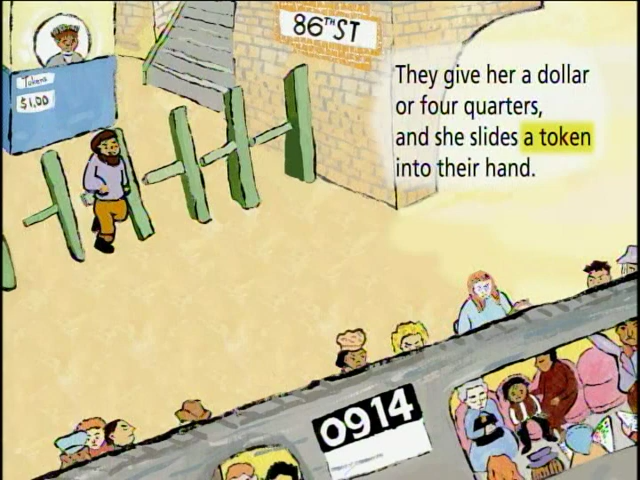 86TH ST
Tokens
$1.00
They give her a dollar
or four quarters,
and she slides a token
into their hand.
0914